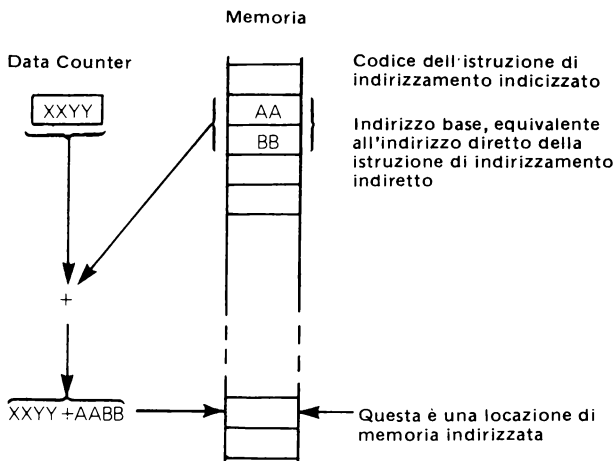 Memoria
Data Counter
Codice dell'istruzione di
indirizzamento indicizzato
XXYY
AA
BB
Indirizzo base, equivalente
all'indirizzo diretto della
istruzione di indirizzamento
indiretto
+
XXYY+AABB
Questa è una locazione di
memoria indirizzata